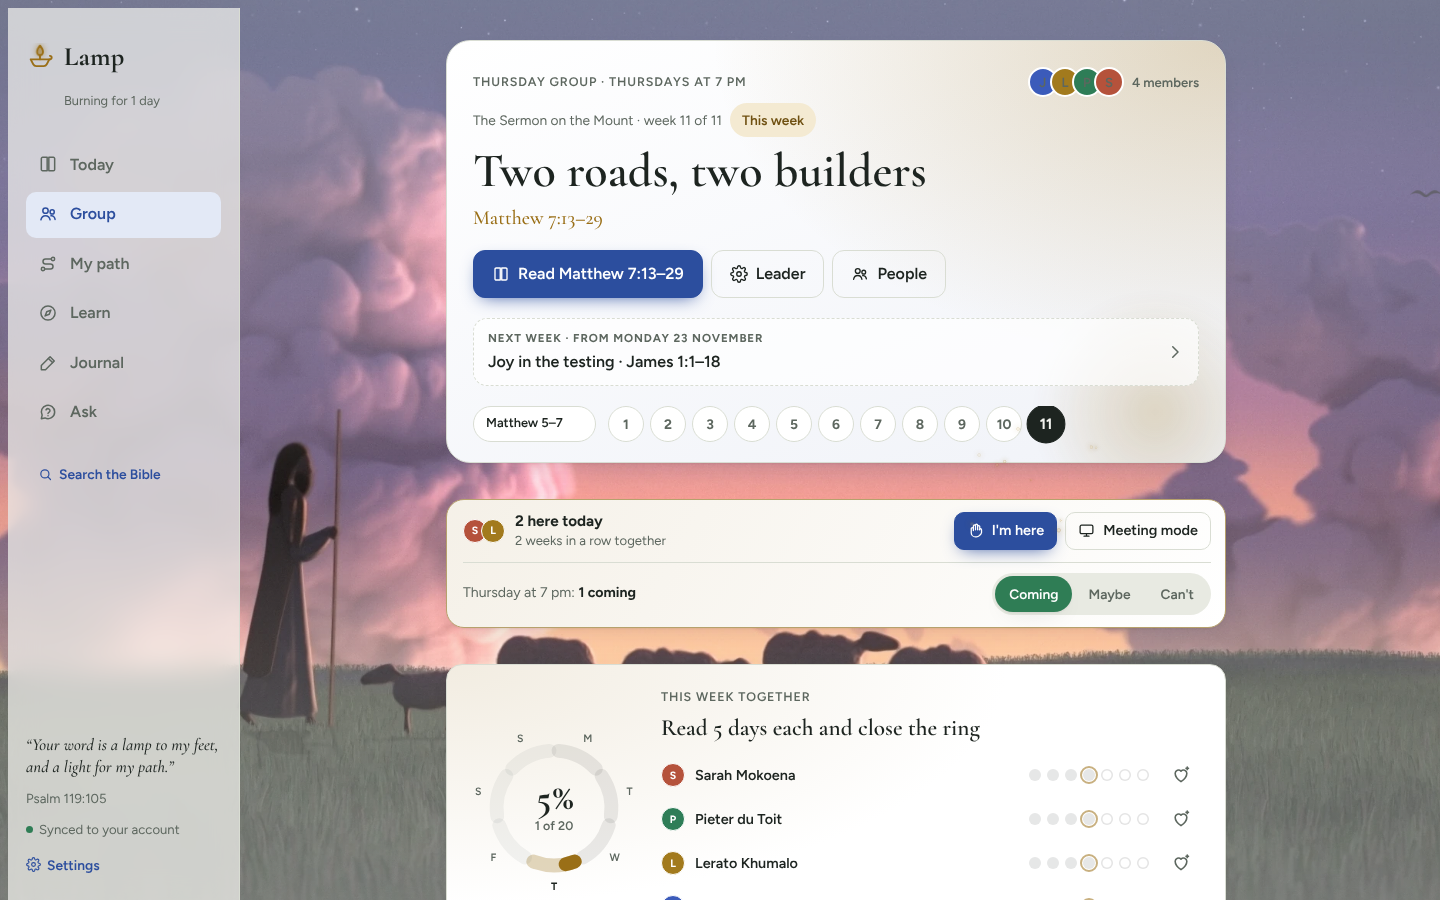 Lamp
Burning for 1 day
Today
Group
My path
Learn
Journal
Ask
Search the Bible
“Your word is a lamp to my feet,
and a light for my path.”
Psalm 119:105
Synced to your account
Settings
THURSDAY GROUP · THURSDAYS AT 7 PM
L S
4 members
The Sermon on the Mount · week 11 of 11
This week
Two roads, two builders
Matthew 7:13–29
Read Matthew 7:13–29
Leader
People
NEXT WEEK · FROM MONDAY 23 NOVEMBER
Joy in the testing · James 1:1–18
Matthew 5–7
1 2 3 4 5 6 7 8 9 10 11
S L
2 here today
2 weeks in a row together
I'm here
Meeting mode
Thursday at 7 pm: 1 coming
Coming
Maybe
Can't
THIS WEEK TOGETHER
Read 5 days each and close the ring
S M
S T
5%
1 of 20
F W
T
S Sarah Mokoena
P Pieter du Toit
L Lerato Khumalo